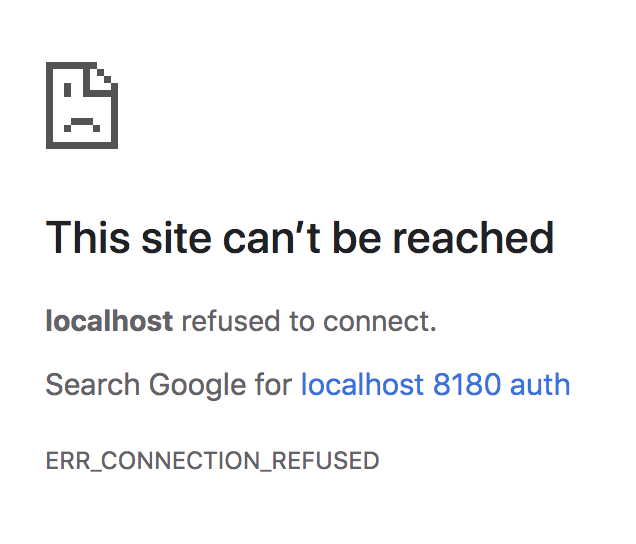 This site can’t be reached
localhost refused to connect.
Search Google for localhost 8180 auth
ERR_CONNECTION_REFUSED